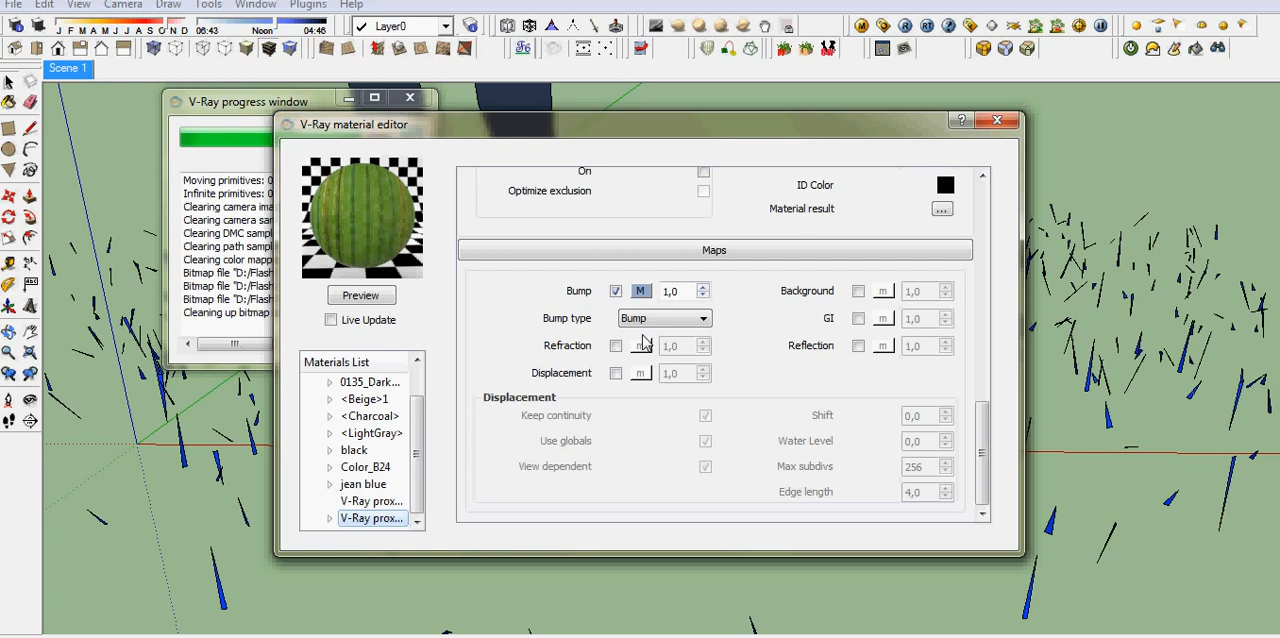 File Edit View Camera Draw Tools Window Plugins Help
J F M A M J J A S O N D 06:43 Noon 04:46
Layer0
Scene 1
V-Ray progress window
Moving primitives: 0
Infinite primitives: 0
Clearing camera ima
Clearing camera sam
Clearing DMC samp
Clearing path sampl
Clearing color mapp
Bitmap file "D:/Flash
Bitmap file "D:/Flash
Bitmap file "D:/Flash
Cleaning up bitmap
V-Ray material editor
Preview
Live Update
Materials List
0135_Dark...
<Beige>1
<Charcoal>
<LightGray>
black
Color_B24
jean blue
V-Ray prox...
V-Ray prox...
On
Optimize exclusion
ID Color
Material result ...
Maps
Bump M 1,0
Bump type Bump
Refraction m 1,0
Displacement m 1,0
Background m 1,0
GI m 1,0
Reflection m 1,0
Displacement
Keep continuity
Use globals
View dependent
Shift 0,0
Water Level 0,0
Max subdivs 256
Edge length 4,0